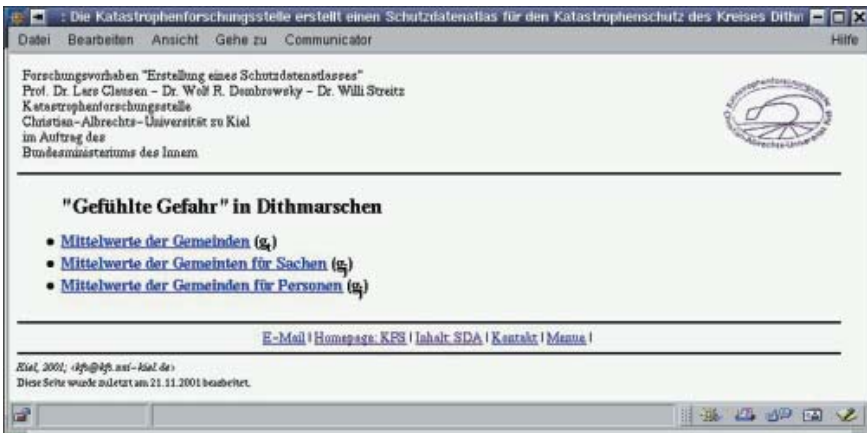 : Die Katastrophenforschungsstelle erstellt einen Schutzdatenatlas für den Katastrophenschutz des Kreises Dithm
Datei Bearbeiten Ansicht Gehe zu Communicator Hilfe
Forschungsvorhaben "Erstellung eines Schutzdatenatlasses"
Prof. Dr. Lars Clausen - Dr. Wolf R. Dombrowsky - Dr. Willi Streitz
Katastrophenforschungsstelle
Christian-Albrechts-Universität zu Kiel
im Auftrag des
Bundesministeriums des Innern
"Gefühlte Gefahr" in Dithmarschen
• Mittelwerte der Gemeinden
• Mittelwerte der Gemeinten für Sachen
• Mittelwerte der Gemeinden für Personen
E-Mail | Homepage: KFS | Inhalt: SDA | Kontakt | Menue |
Kiel, 2001;
Diese Seite wurde zuletzt am 21.11.2001 bearbeitet.